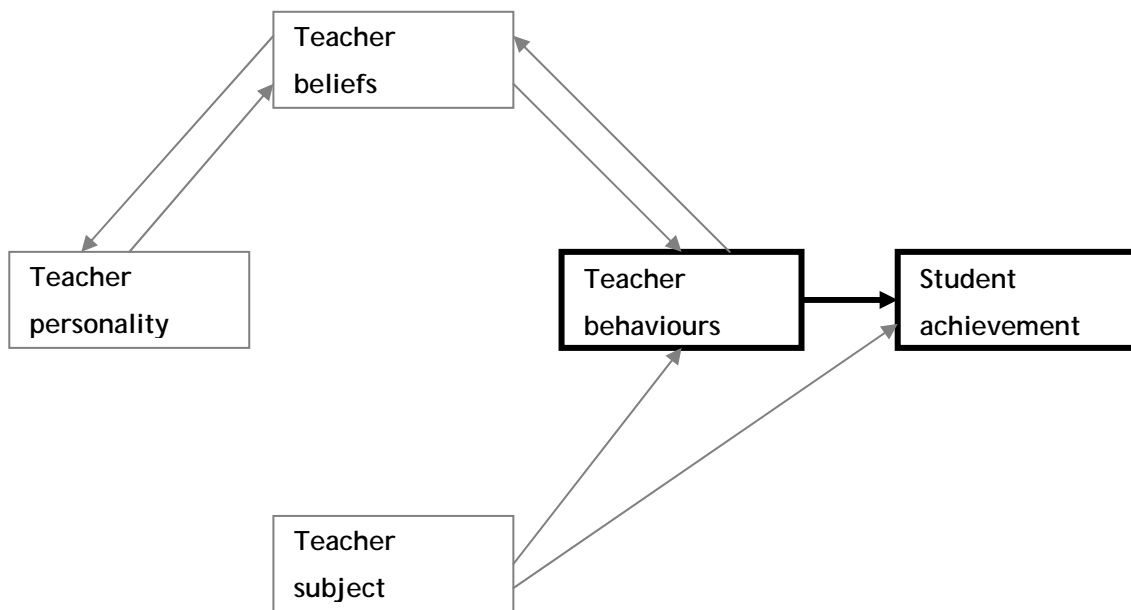 Teacher
beliefs
Teacher
personality
Teacher
behaviours
Student
achievement
Teacher
subject